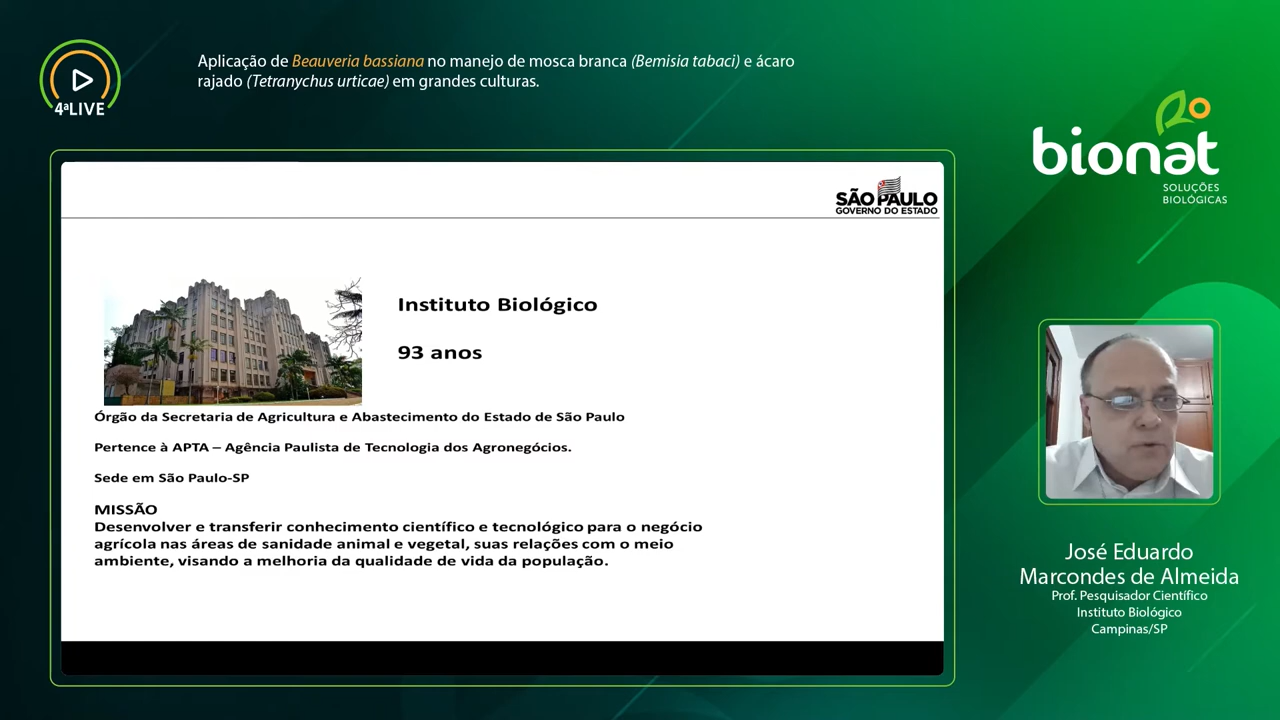 4ªLIVE
Aplicação de Beauveria bassiana no manejo de mosca branca (Bemisia tabaci) e ácaro
rajado (Tetranychus urticae) em grandes culturas.
bionat
SOLUÇÕES
BIOLÓGICAS
SÃO PAULO
GOVERNO DO ESTADO
Instituto Biológico
93 anos
Órgão da Secretaria de Agricultura e Abastecimento do Estado de São Paulo
Pertence à APTA – Agência Paulista de Tecnologia dos Agronegócios.
Sede em São Paulo-SP
MISSÃO
Desenvolver e transferir conhecimento científico e tecnológico para o negócio
agrícola nas áreas de sanidade animal e vegetal, suas relações com o meio
ambiente, visando a melhoria da qualidade de vida da população.
José Eduardo
Marcondes de Almeida
Prof. Pesquisador Científico
Instituto Biológico
Campinas/SP